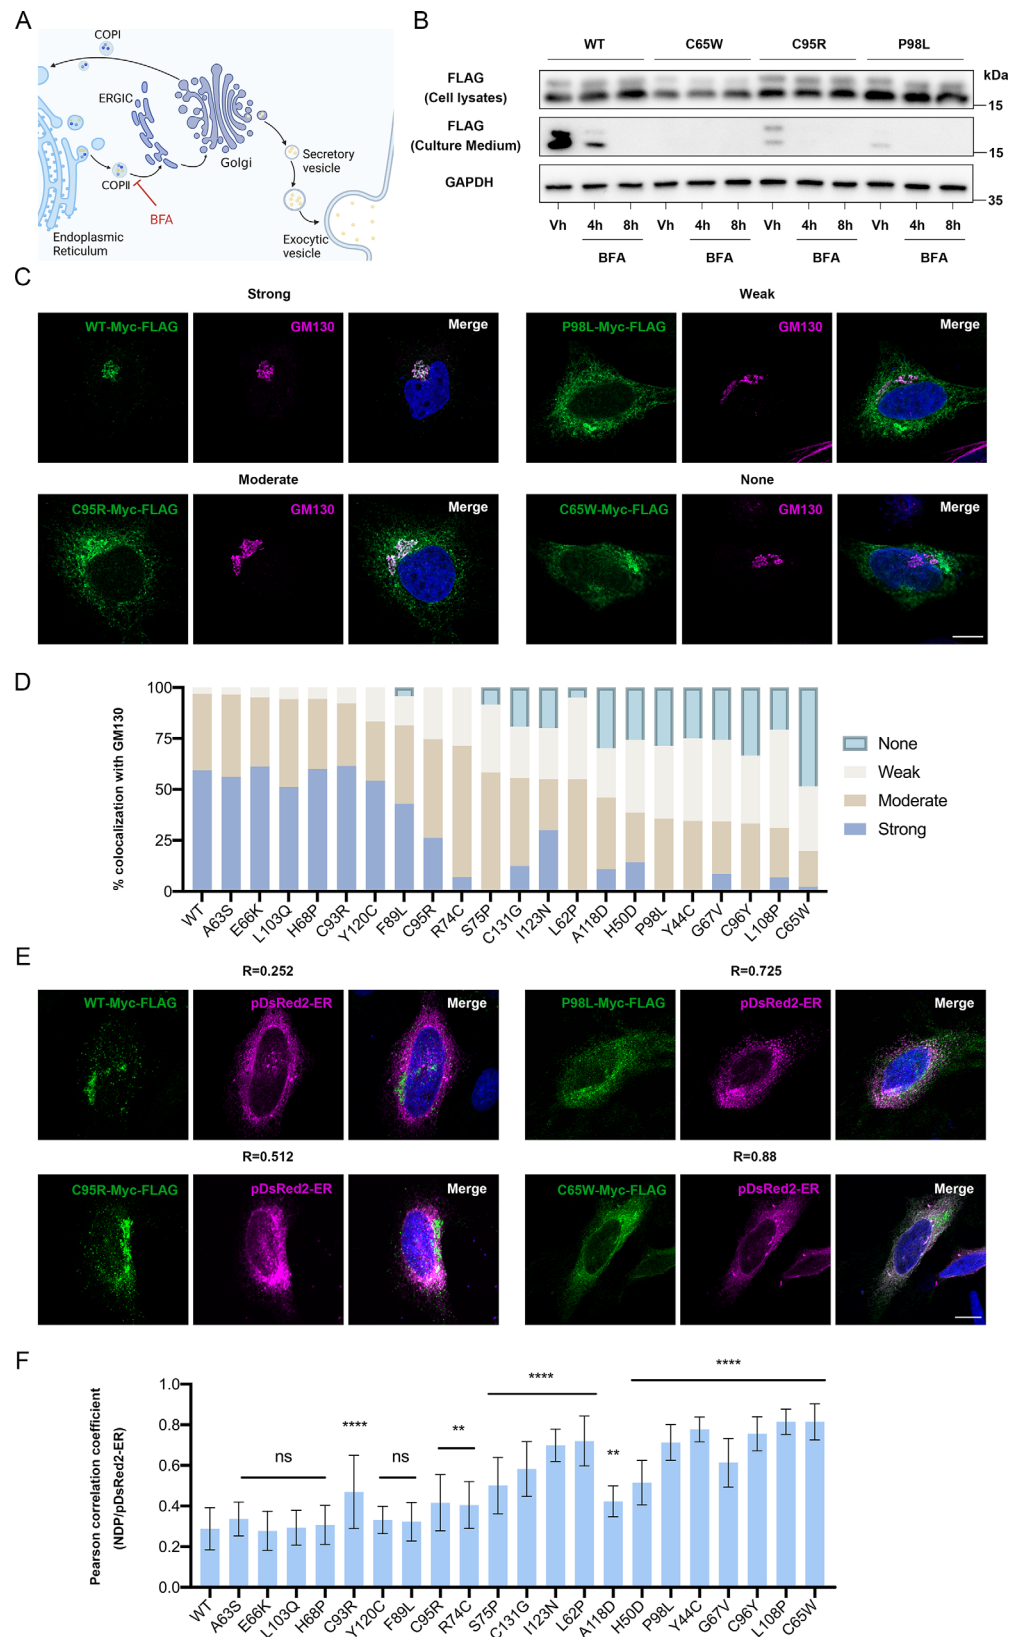 A
COPI
ERGIC
Golgi
COPII
BFA
Secretory
vesicle
Endoplasmic
Reticulum
Exocytic
vesicle
B
WT C65W C95R P98L
kDa
FLAG
(Cell lysates)
15
FLAG
(Culture Medium)
15
GAPDH
35
Vh 4h 8h Vh 4h 8h Vh 4h 8h Vh 4h 8h
BFA BFA BFA BFA
C
Strong Weak
WT-Myc-FLAG GM130 Merge P98L-Myc-FLAG GM130 Merge
Moderate None
C95R-Myc-FLAG GM130 Merge C65W-Myc-FLAG GM130 Merge
D
% colocalization with GM130
100
75
50
25
0
None
Weak
Moderate
Strong
WT A63S E66K L103Q H68P C93R Y120C F89L C95R R74C S75P C131G I123N L62P A118D H50D P98L Y44C G67V C96Y L108P C65W
E
R=0.252 R=0.725
WT-Myc-FLAG pDsRed2-ER Merge P98L-Myc-FLAG pDsRed2-ER Merge
R=0.512 R=0.88
C95R-Myc-FLAG pDsRed2-ER Merge C65W-Myc-FLAG pDsRed2-ER Merge
F
Pearson correlation coefficient
(NDP/pDsRed2-ER)
1.0
0.8
0.6
0.4
0.2
0.0
ns **** ns ** **** ** ****
WT A63S E66K L103Q H68P C93R Y120C F89L C95R R74C S75P C131G I123N L62P A118D H50D P98L Y44C G67V C96Y L108P C65W